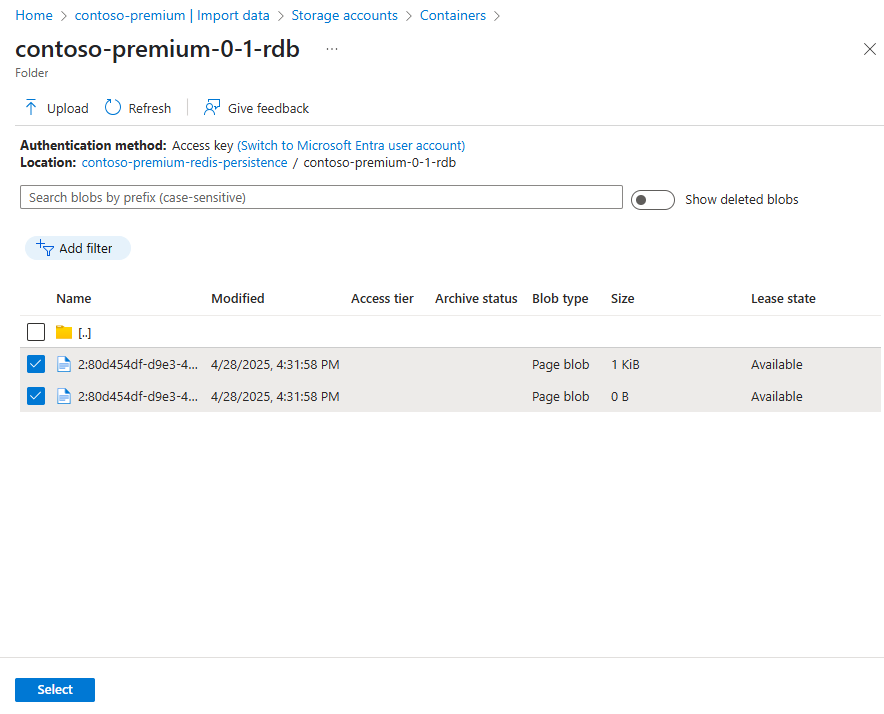 Home > contoso-premium | Import data > Storage accounts > Containers >
contoso-premium-0-1-rdb ...
Folder
Upload Refresh Give feedback
Authentication method: Access key (Switch to Microsoft Entra user account)
Location: contoso-premium-redis-persistence / contoso-premium-0-1-rdb
Search blobs by prefix (case-sensitive) Show deleted blobs
Add filter
Name Modified Access tier Archive status Blob type Size Lease state
[..]
2:80d454df-d9e3-4... 4/28/2025, 4:31:58 PM Page blob 1 KiB Available
2:80d454df-d9e3-4... 4/28/2025, 4:31:58 PM Page blob 0 B Available
Select